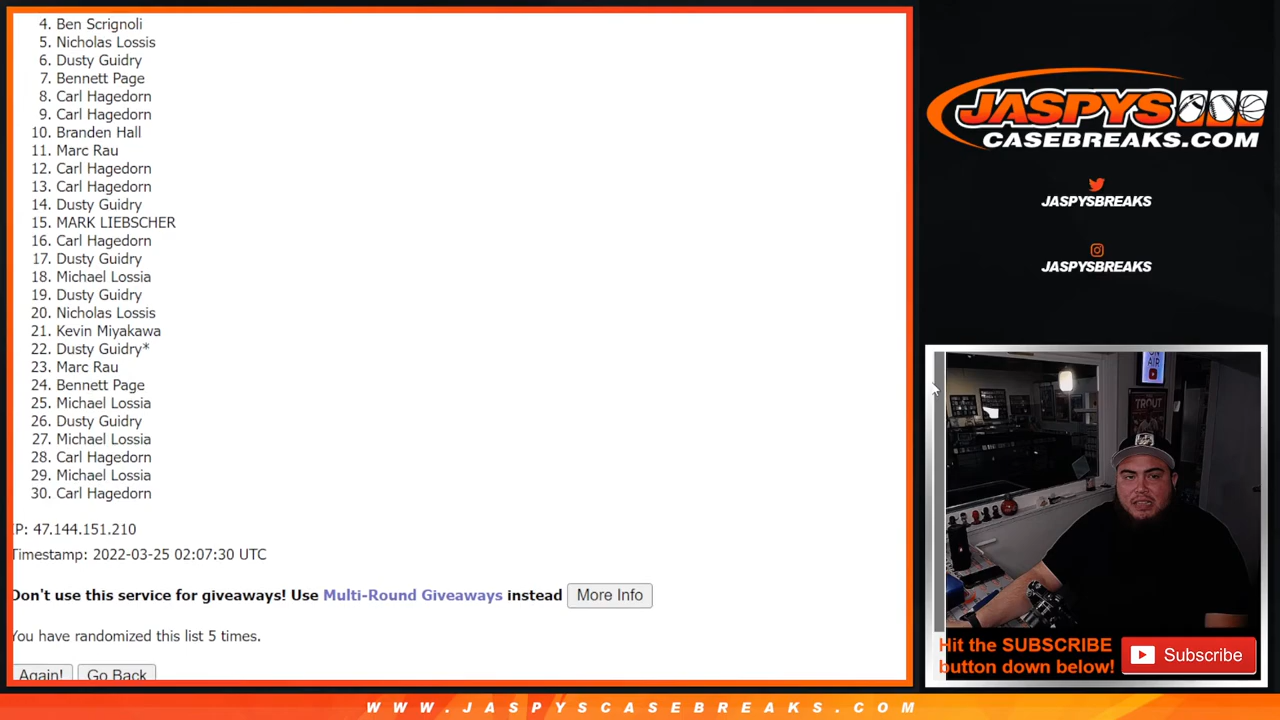 4. Ben Scrignoli
5. Nicholas Lossis
6. Dusty Guidry
7. Bennett Page
8. Carl Hagedorn
9. Carl Hagedorn
10. Branden Hall
11. Marc Rau
12. Carl Hagedorn
13. Carl Hagedorn
14. Dusty Guidry
15. MARK LIEBSCHER
16. Carl Hagedorn
17. Dusty Guidry
18. Michael Lossia
19. Dusty Guidry
20. Nicholas Lossis
21. Kevin Miyakawa
22. Dusty Guidry*
23. Marc Rau
24. Bennett Page
25. Michael Lossia
26. Dusty Guidry
27. Michael Lossia
28. Carl Hagedorn
29. Michael Lossia
30. Carl Hagedorn
IP: 47.144.151.210
Timestamp: 2022-03-25 02:07:30 UTC
Don't use this service for giveaways! Use Multi-Round Giveaways instead More Info
You have randomized this list 5 times.
Again! Go Back
JASPYS
CASEBREAKS.COM
JASPYSBREAKS
JASPYSBREAKS
ON
AIR
TROUT
Hit the SUBSCRIBE
button down below!
Subscribe
WWW.JASPYSCASEBREAKS.COM